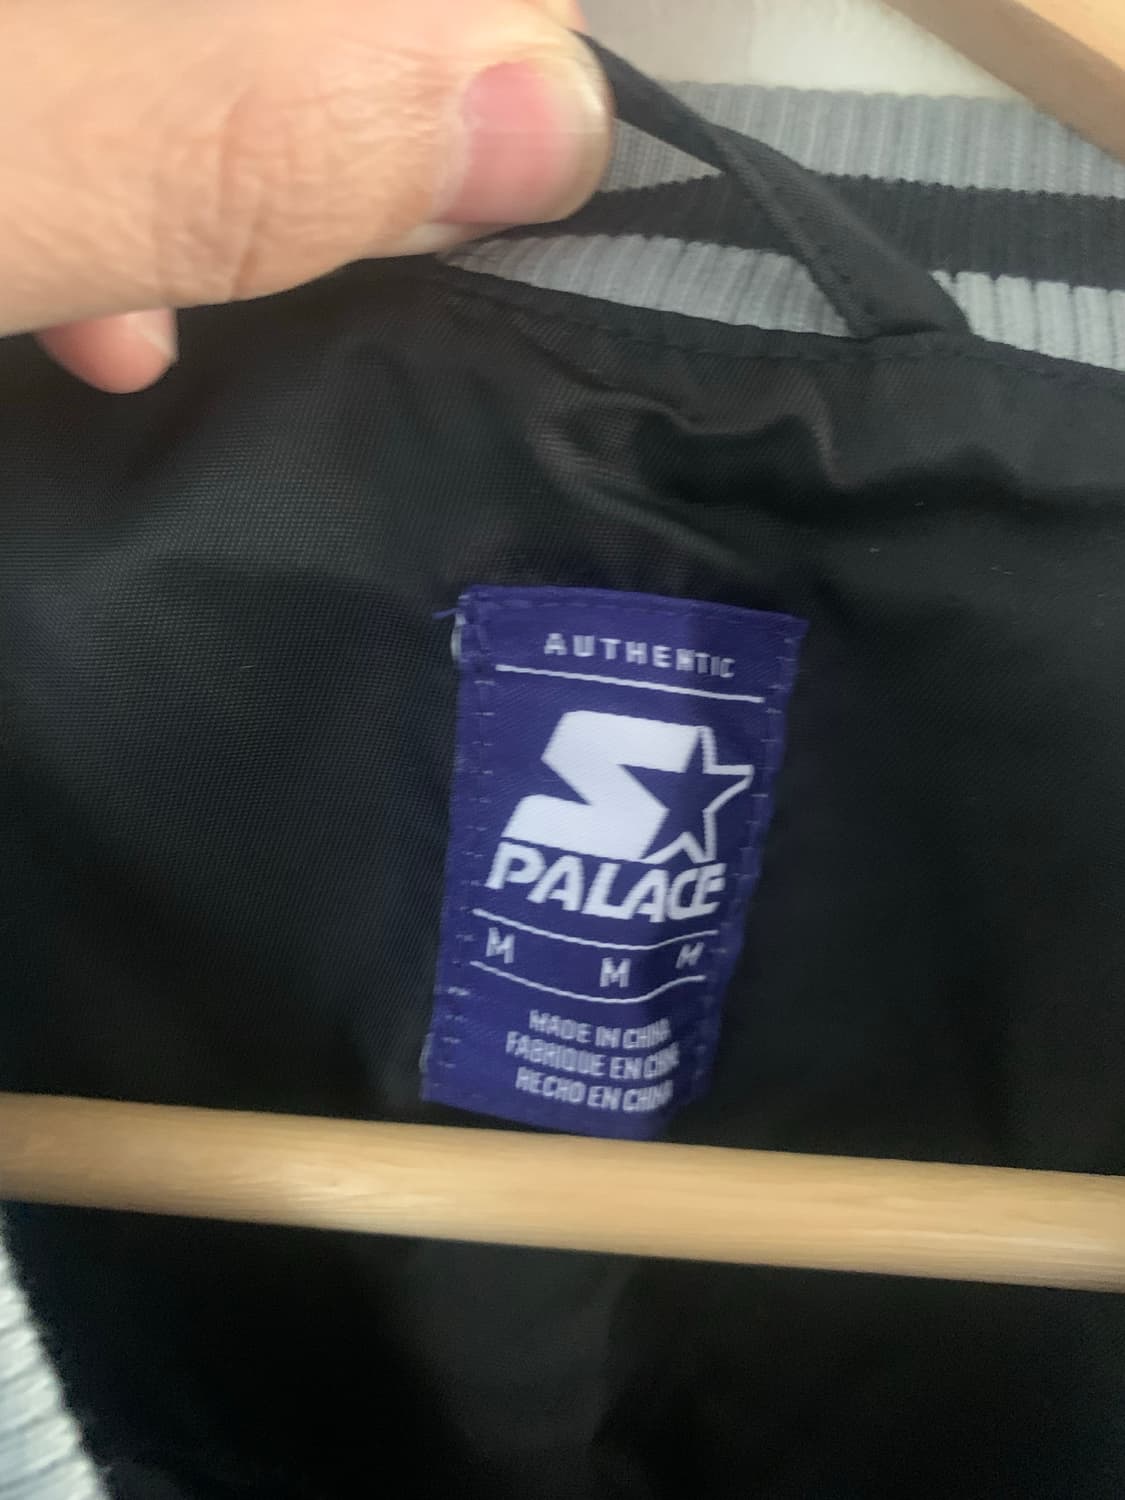 AUTHENTIC
PALACE
M M M
MADE IN CHINA
FABRIQUE EN CHINE
HECHO EN CHINA